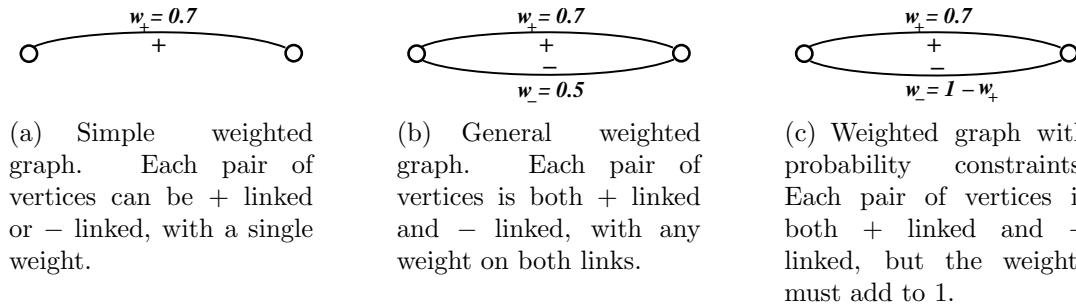 w+ = 0.7
+
(a) Simple weighted
graph. Each pair of
vertices can be + linked
or − linked, with a single
weight.
w+ = 0.7
+
−
w− = 0.5
(b) General weighted
graph. Each pair of
vertices is both + linked
and − linked, with any
weight on both links.
w+ = 0.7
+
−
w− = 1 − w+
(c) Weighted graph with
probability constraints
Each pair of vertices i
both + linked and −
linked, but the weight
must add to 1.